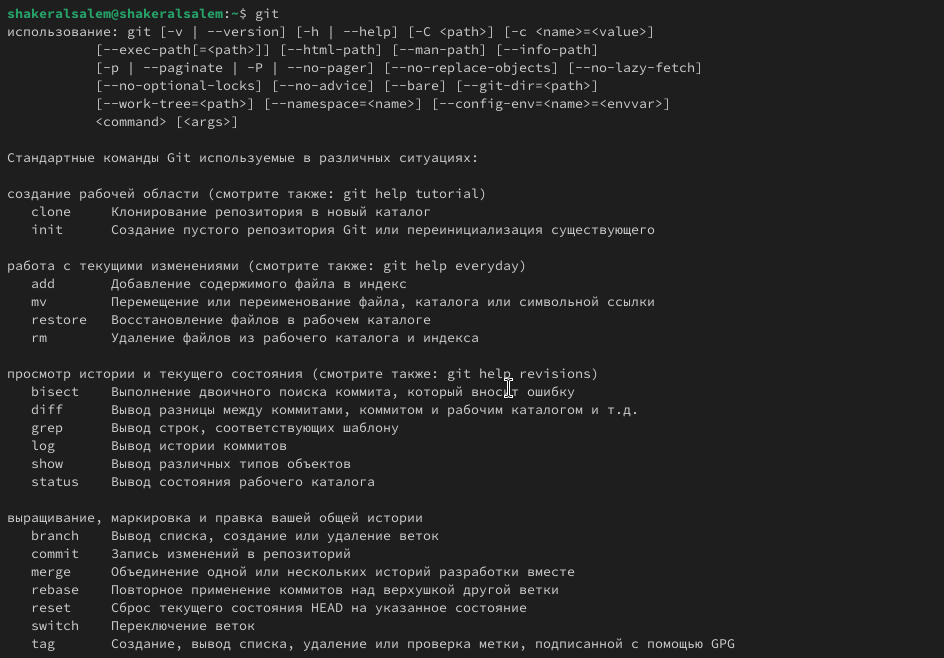 shakeralsalem@shakeralsalem:~$ git
использование: git [-v | --version] [-h | --help] [-C <path>] [-c <name>=<value>]
           [--exec-path[=<path>]] [--html-path] [--man-path] [--info-path]
           [-p | --paginate | -P | --no-pager] [--no-replace-objects] [--no-lazy-fetch]
           [--no-optional-locks] [--no-advice] [--bare] [--git-dir=<path>]
           [--work-tree=<path>] [--namespace=<name>] [--config-env=<name>=<envvar>]
           <command> [<args>]

Стандартные команды Git используемые в различных ситуациях:

создание рабочей области (смотрите также: git help tutorial)
   clone     Клонирование репозитория в новый каталог
   init      Создание пустого репозитория Git или переинициализация существующего

работа с текущими изменениями (смотрите также: git help everyday)
   add       Добавление содержимого файла в индекс
   mv        Перемещение или переименование файла, каталога или символьной ссылки
   restore   Восстановление файлов в рабочем каталоге
   rm        Удаление файлов из рабочего каталога и индекса

просмотр истории и текущего состояния (смотрите также: git help revisions)
   bisect    Выполнение двоичного поиска коммита, который вносит ошибку
   diff      Вывод разницы между коммитами, коммитом и рабочим каталогом и т.д.
   grep      Вывод строк, соответствующих шаблону
   log       Вывод истории коммитов
   show      Вывод различных типов объектов
   status    Вывод состояния рабочего каталога

выращивание, маркировка и правка вашей общей истории
   branch    Вывод списка, создание или удаление веток
   commit    Запись изменений в репозиторий
   merge     Объединение одной или нескольких историй разработки вместе
   rebase    Повторное применение коммитов над верхушкой другой ветки
   reset     Сброс текущего состояния HEAD на указанное состояние
   switch    Переключение веток
   tag       Создание, вывод списка, удаление или проверка метки, подписанной с помощью GPG